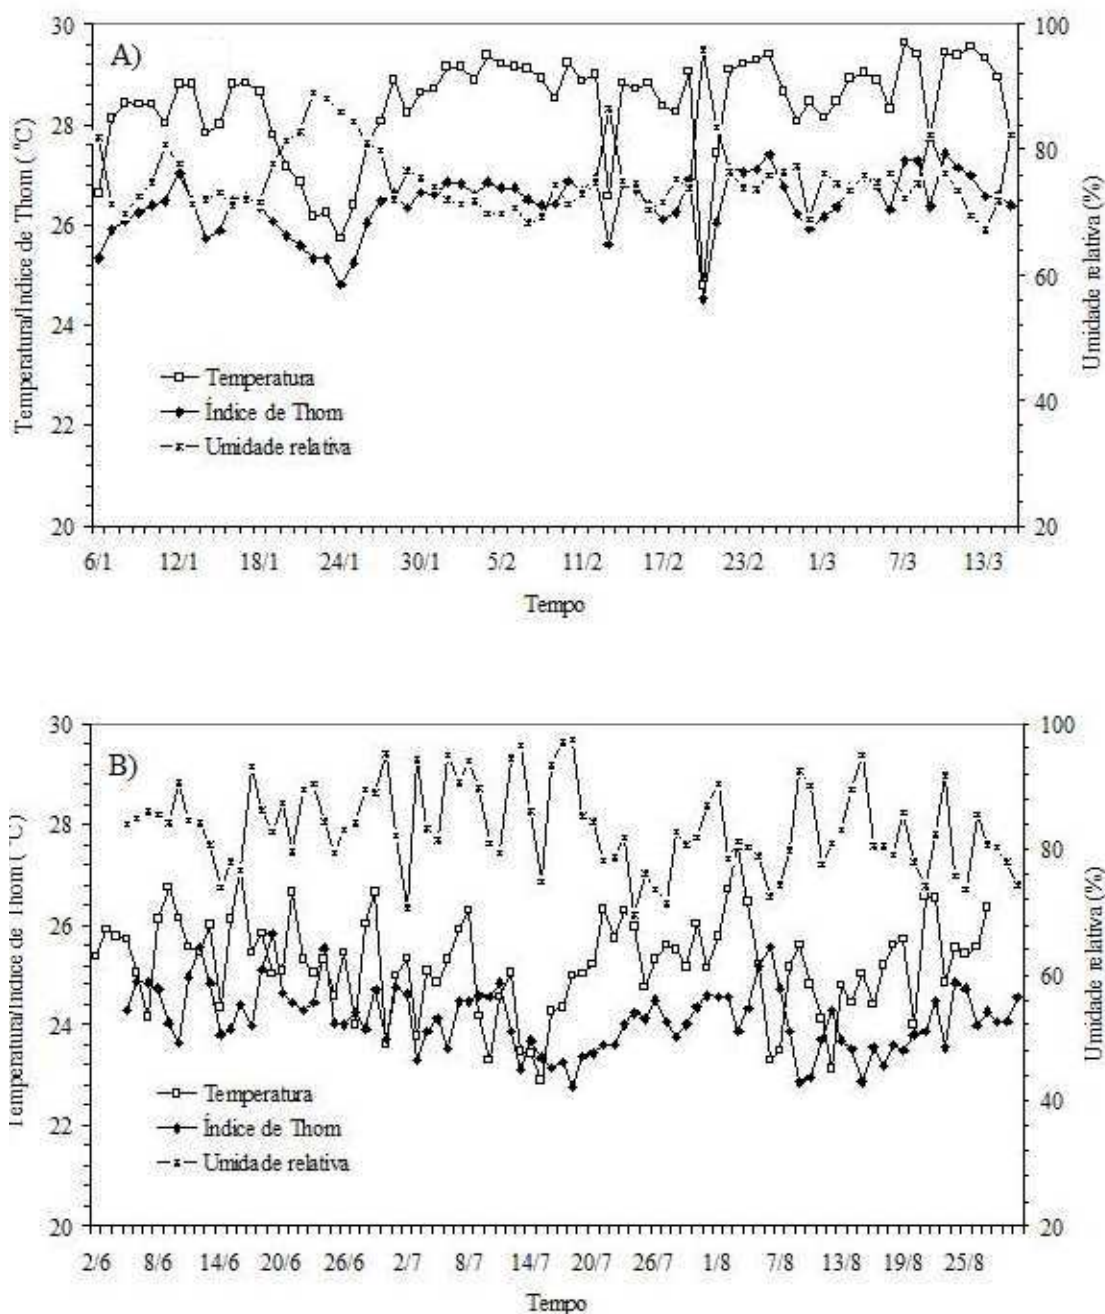 A)
30
28
26
24
22
20
Temperatura/Índice de Thom (ºC)
100
80
60
40
20
Umidade relativa (%)
Temperatura
Índice de Thom
Umidade relativa
6/1 12/1 18/1 24/1 30/1 5/2 11/2 17/2 23/2 1/3 7/3 13/3
Tempo
B)
30
28
26
24
22
20
Temperatura/Índice de Thom (ºC)
100
80
60
40
20
Umidade relativa (%)
Temperatura
Índice de Thom
Umidade relativa
2/6 8/6 14/6 20/6 26/6 2/7 8/7 14/7 20/7 26/7 1/8 7/8 13/8 19/8 25/8
Tempo